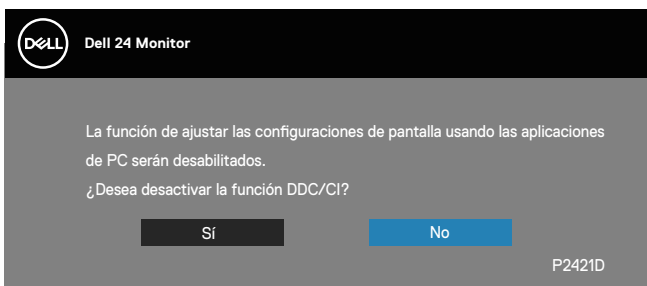 DELL
Dell 24 Monitor
La función de ajustar las configuraciones de pantalla usando las aplicaciones
de PC serán desabilitados.
¿Desea desactivar la función DDC/CI?
Sí No
P2421D